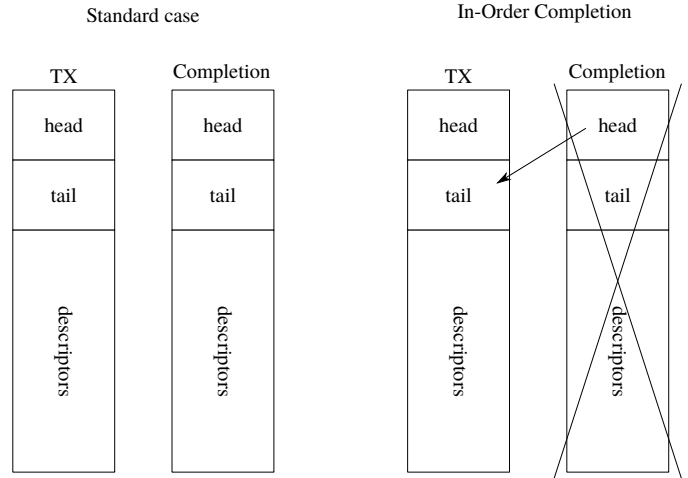 Standard case
In-Order Completion
TX
Completion
TX
Completion
head
head
head
head
tail
tail
tail
tail
descriptors
descriptors
descriptors
descriptors